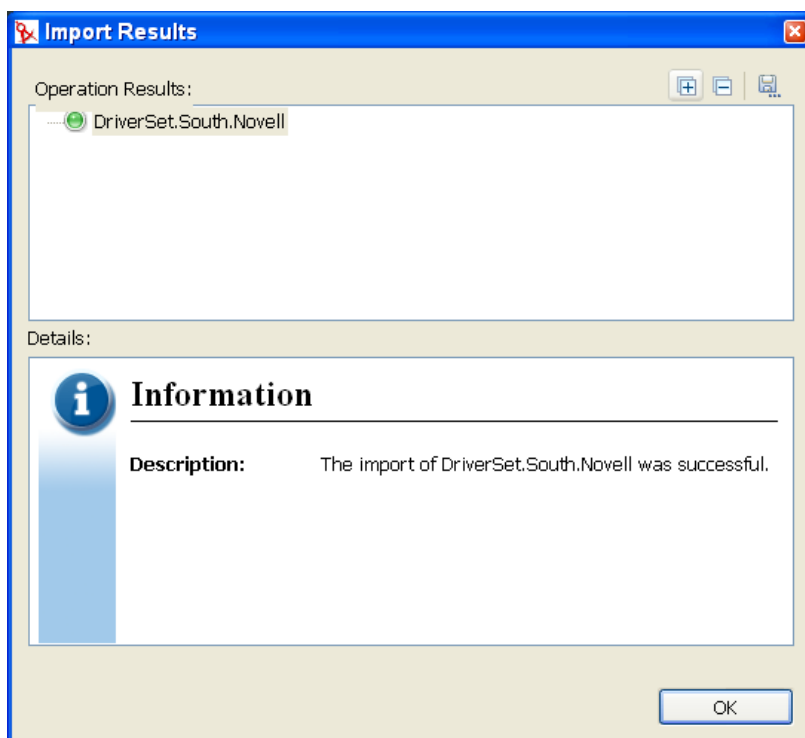 Import Results
Operation Results:
DriverSet.South.Novell
Details:
Information
Description: The import of DriverSet.South.Novell was successful.
OK